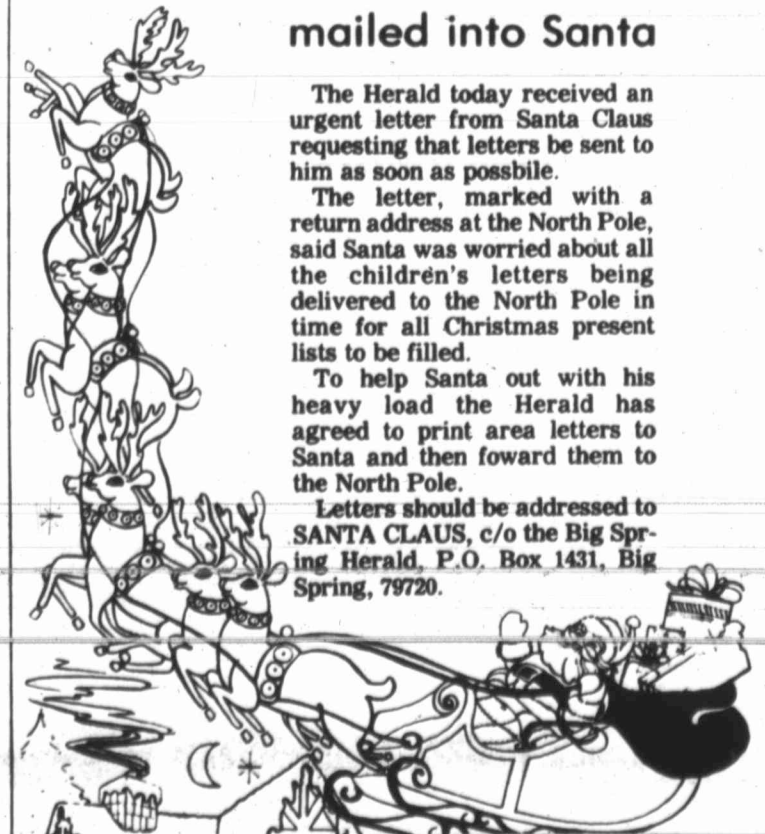 mailed into Santa
The Herald today received an
urgent letter from Santa Claus
requesting that letters be sent to
him as soon as possbile.
The letter, marked with a
return address at the North Pole,
said Santa was worried about all
the children's letters being
delivered to the North Pole in
time for all Christmas present
lists to be filled.
To help Santa out with his
heavy load the Herald has
agreed to print area letters to
Santa and then foward them to
the North Pole.
Letters should be addressed to
SANTA CLAUS, c/o the Big Spr-
ing Herald, P.O. Box 1431, Big
Spring, 79720.